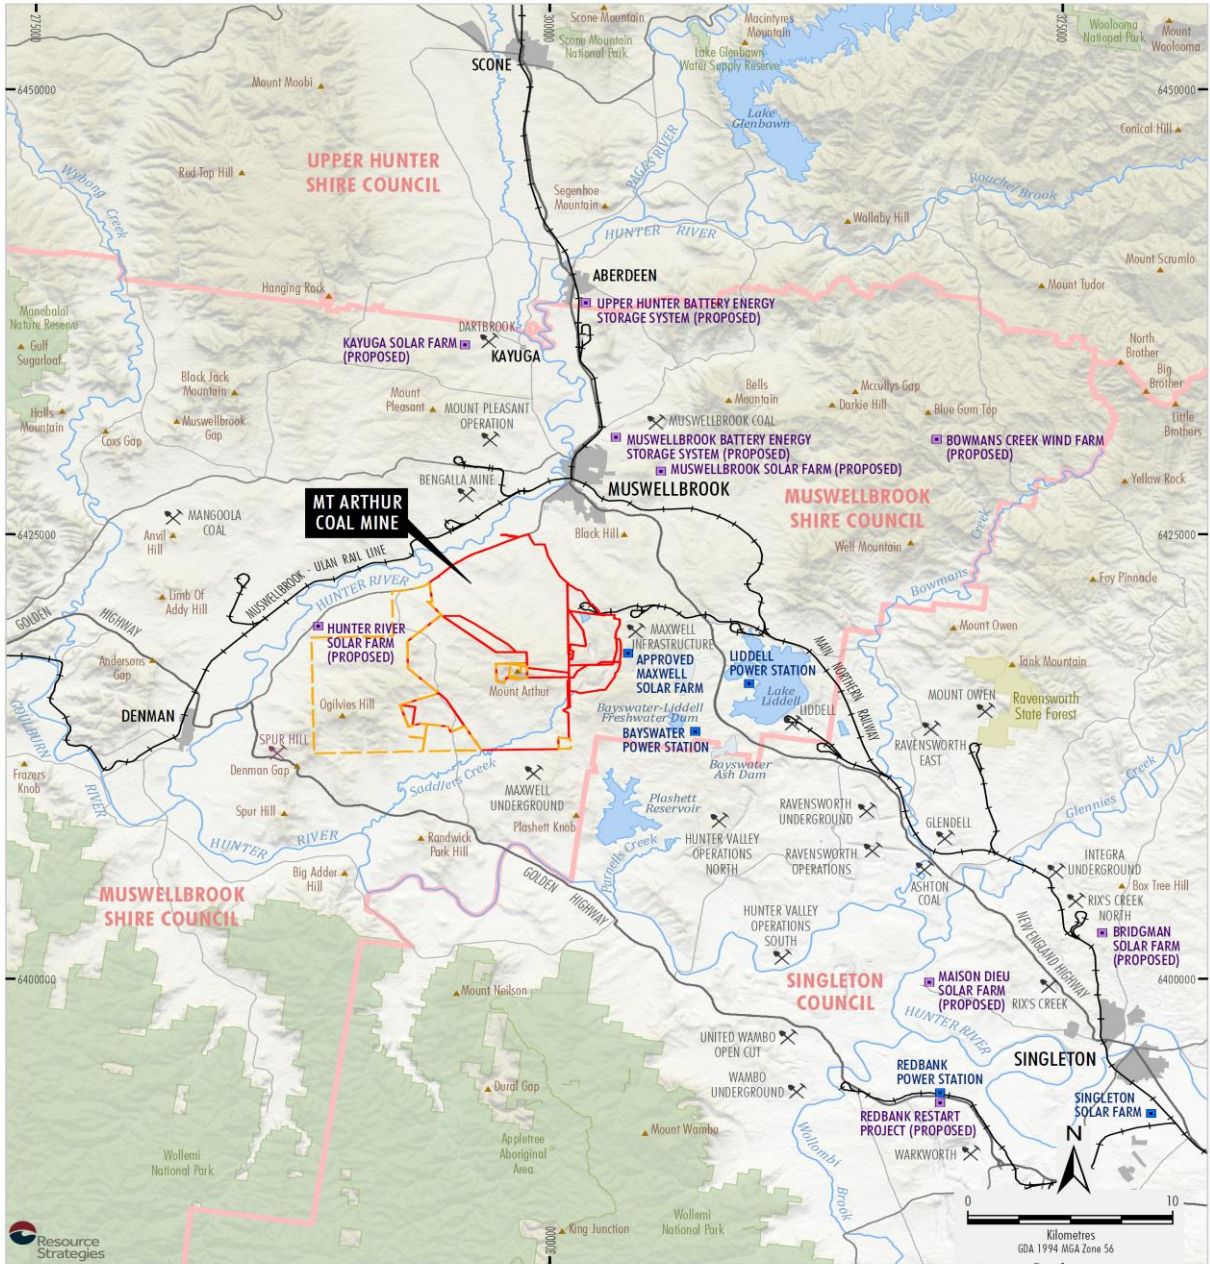 275000
300000
325000
Scone Mountain
Macintyres
Mountain
Woolooma
National Park
Mount
Woolooma
SCONE
Scone Mountain
National Park
Lake Glenbawn
Water Supply Reserve
Mount Moobi
6450000
6450000
Lake
Glenbawn
Conical Hill
UPPER HUNTER
SHIRE COUNCIL
PAGES RIVER
Red Top Hill
Wybong Creek
Segenhoe
Mountain
Rouchel Brook
Wallaby Hill
HUNTER RIVER
Mount Scrumlo
ABERDEEN
Mount Tudor
Hanging Rock
Manobalai
Nature Reserve
UPPER HUNTER BATTERY ENERGY
STORAGE SYSTEM (PROPOSED)
DARTBROOK
KAYUGA SOLAR FARM
(PROPOSED)
KAYUGA
Gulf
Sugarloaf
North
Brother
Big
Brother
Little
Brothers
Black Jack
Mountain
Mount
Pleasant
Bells
Mountain
Mccullys Gap
Darkie Hill
Blue Gum Top
Halls
Mountain
Muswellbrook
Gap
Coxs Gap
MOUNT PLEASANT
OPERATION
MUSWELLBROOK COAL
MUSWELLBROOK BATTERY ENERGY
STORAGE SYSTEM (PROPOSED)
BOWMANS CREEK WIND FARM
(PROPOSED)
MUSWELLBROOK SOLAR FARM (PROPOSED)
BENGALLA MINE
Yellow Rock
MUSWELLBROOK
MUSWELLBROOK
SHIRE COUNCIL
MT ARTHUR
COAL MINE
MANGOOLA
COAL
Anvil
Hill
6425000
6425000
Black Hill
Well Mountain
Bowmans Creek
MUSWELLBROOK - ULAN RAIL LINE
HUNTER RIVER
Foy Pinnacle
Limb Of
Addy Hill
GOLDEN HIGHWAY
HUNTER RIVER
SOLAR FARM
(PROPOSED)
MAXWELL
INFRASTRUCTURE
APPROVED
MAXWELL
SOLAR FARM
Mount Owen
MAIN NORTHERN RAILWAY
LIDDELL
POWER STATION
Lake
Liddell
Andersons
Gap
Tank Mountain
Mount Arthur
MOUNT OWEN
Ravensworth
State Forest
Ogilvies Hill
DENMAN
GOULBURN RIVER
Bayswater-Liddell
Freshwater Dam
LIDDELL
BAYSWATER
POWER STATION
RAVENSWORTH
EAST
SPUR HILL
Denman Gap
Bayswater
Ash Dam
Frazers
Knob
Saddlers Creek
MAXWELL
UNDERGROUND
Plashett
Reservoir
Glennies Creek
RAVENSWORTH
UNDERGROUND
Spur Hill
Plashett Knob
GLENDELL
HUNTER RIVER
Randwick
Park Hill
HUNTER VALLEY
OPERATIONS
NORTH
RAVENSWORTH
OPERATIONS
INTEGRA
UNDERGROUND
Parnells Creek
Big Adder
Hill
GOLDEN HIGHWAY
ASHTON
COAL
Box Tree Hill
MUSWELLBROOK
SHIRE COUNCIL
RIX'S CREEK
NORTH
HUNTER VALLEY
OPERATIONS
SOUTH
NEW ENGLAND HIGHWAY
BRIDGMAN
SOLAR FARM
(PROPOSED)
6400000
6400000
SINGLETON
COUNCIL
MAISON DIEU
SOLAR FARM
(PROPOSED)
Mount Neilson
RIX'S CREEK
HUNTER RIVER
UNITED WAMBO
OPEN CUT
SINGLETON
REDBANK
POWER STATION
WAMBO
UNDERGROUND
Dural Gap
SINGLETON
SOLAR FARM
REDBANK RESTART
PROJECT (PROPOSED)
Mount Wambo
N
Appletree
Aboriginal
Area
Wollombi Brook
WARKWORTH
Wollemi
National Park
0 10
Wollemi
National Park
King Junction
Kilometres
GDA 1994 MGA Zone 56
Resource
Strategies
300000